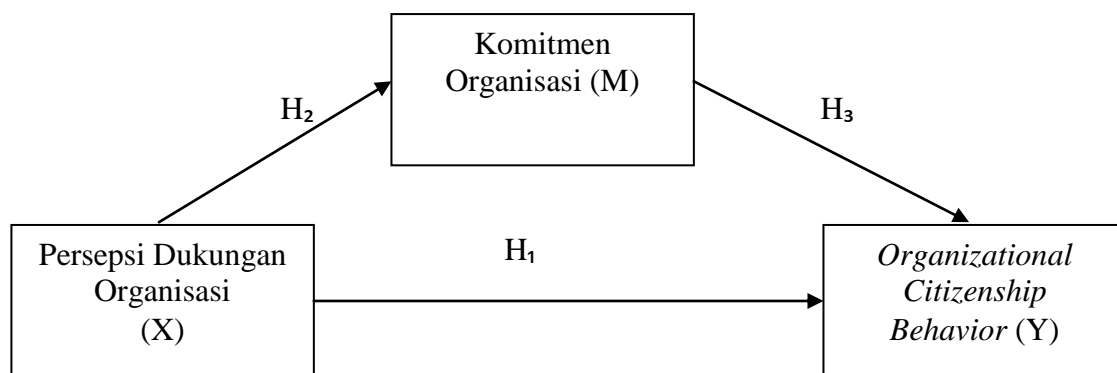 Komitmen
Organisasi (M)
H₂
H₃
Persepsi Dukungan
Organisasi
(X)
H₁
Organizational
Citizenship
Behavior (Y)